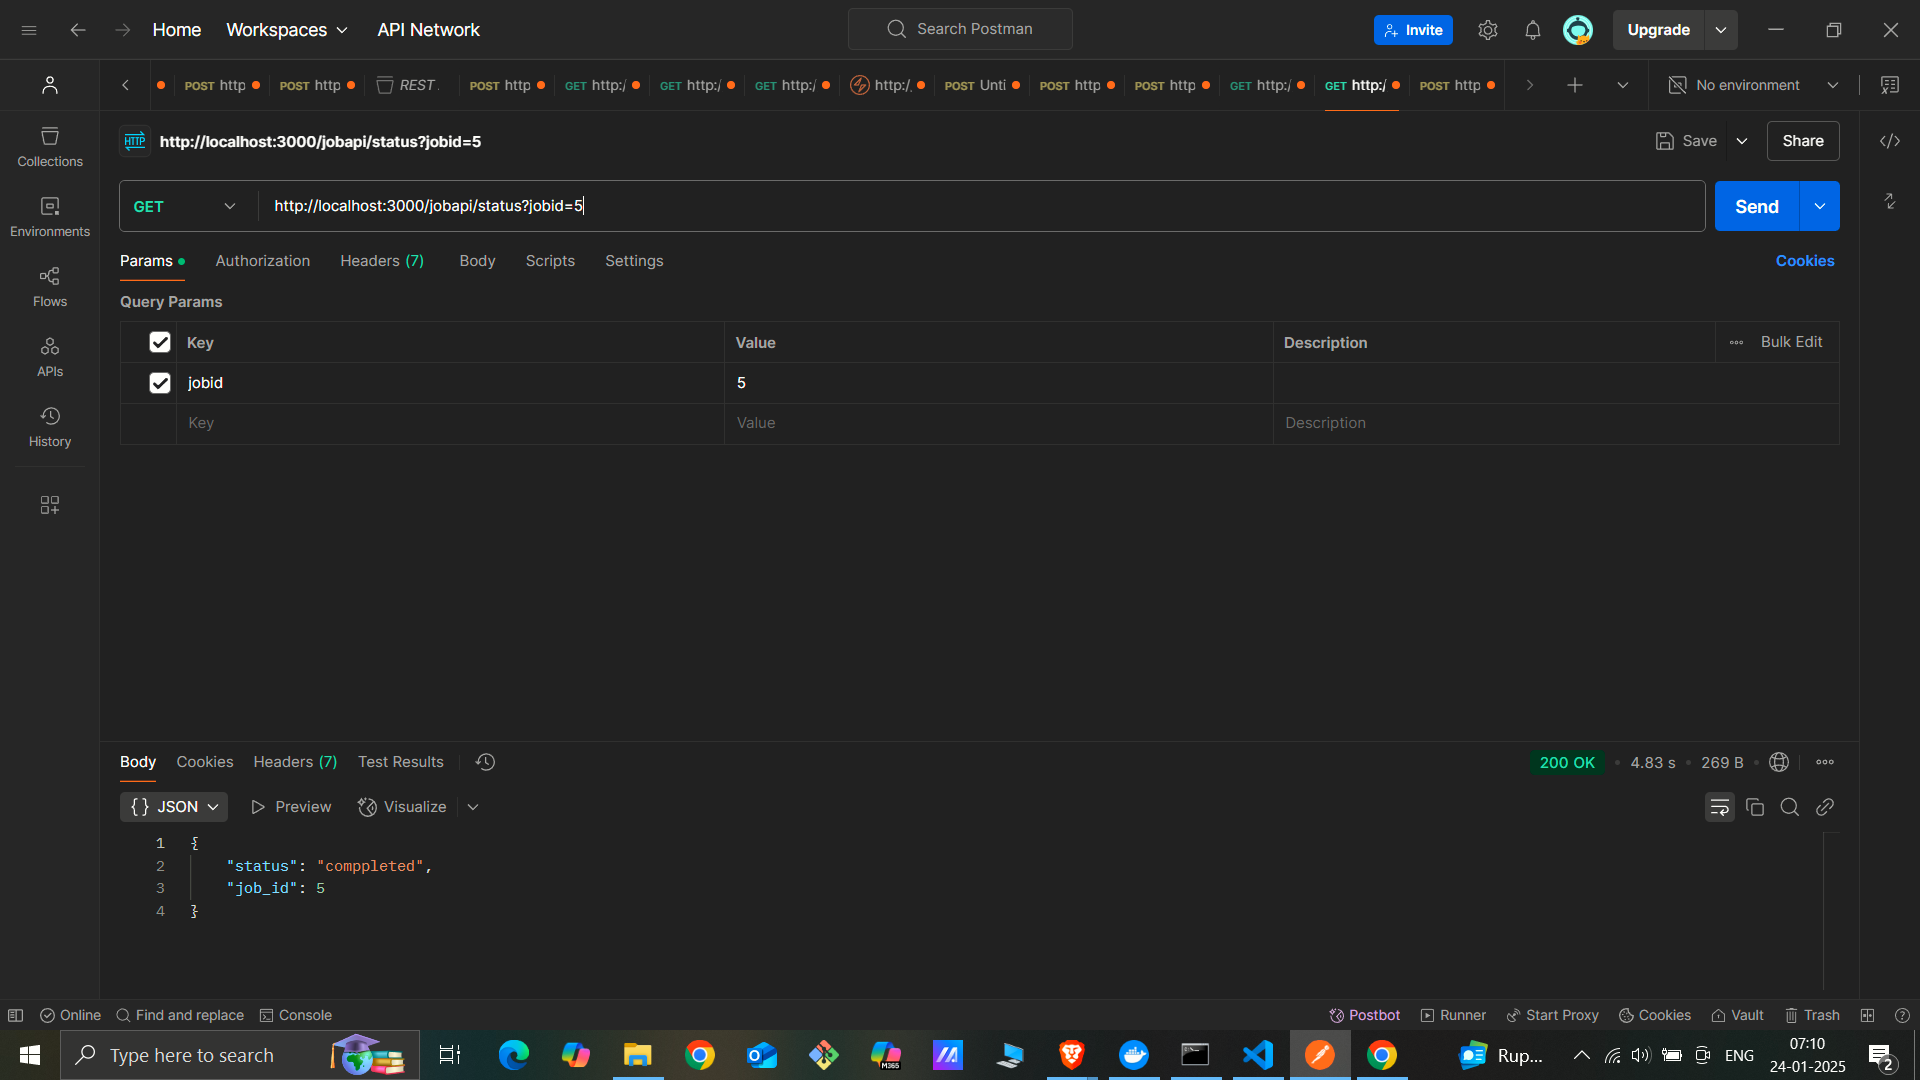 Home Workspaces API Network Search Postman Invite Upgrade
POST http POST http REST POST http GET http:/ GET http:/ GET http:/ http:/ POST Unti POST http POST http GET http:/ GET http:/ POST http No environment
HTTP http://localhost:3000/jobapi/status?jobid=5 Save Share
GET http://localhost:3000/jobapi/status?jobid=5 Send
Params Authorization Headers (7) Body Scripts Settings Cookies
Query Params
Key Value Description Bulk Edit
jobid 5
Key Value Description
Collections
Environments
Flows
APIs
History
Body Cookies Headers (7) Test Results 200 OK • 4.83 s • 269 B •
{} JSON Preview Visualize
1 {
2 "status": "comppleted",
3 "job_id": 5
4 }
Online Find and replace Console Postbot Runner Start Proxy Cookies Vault Trash
Type here to search M365 Rup... ENG 07:10
24-01-2025 2